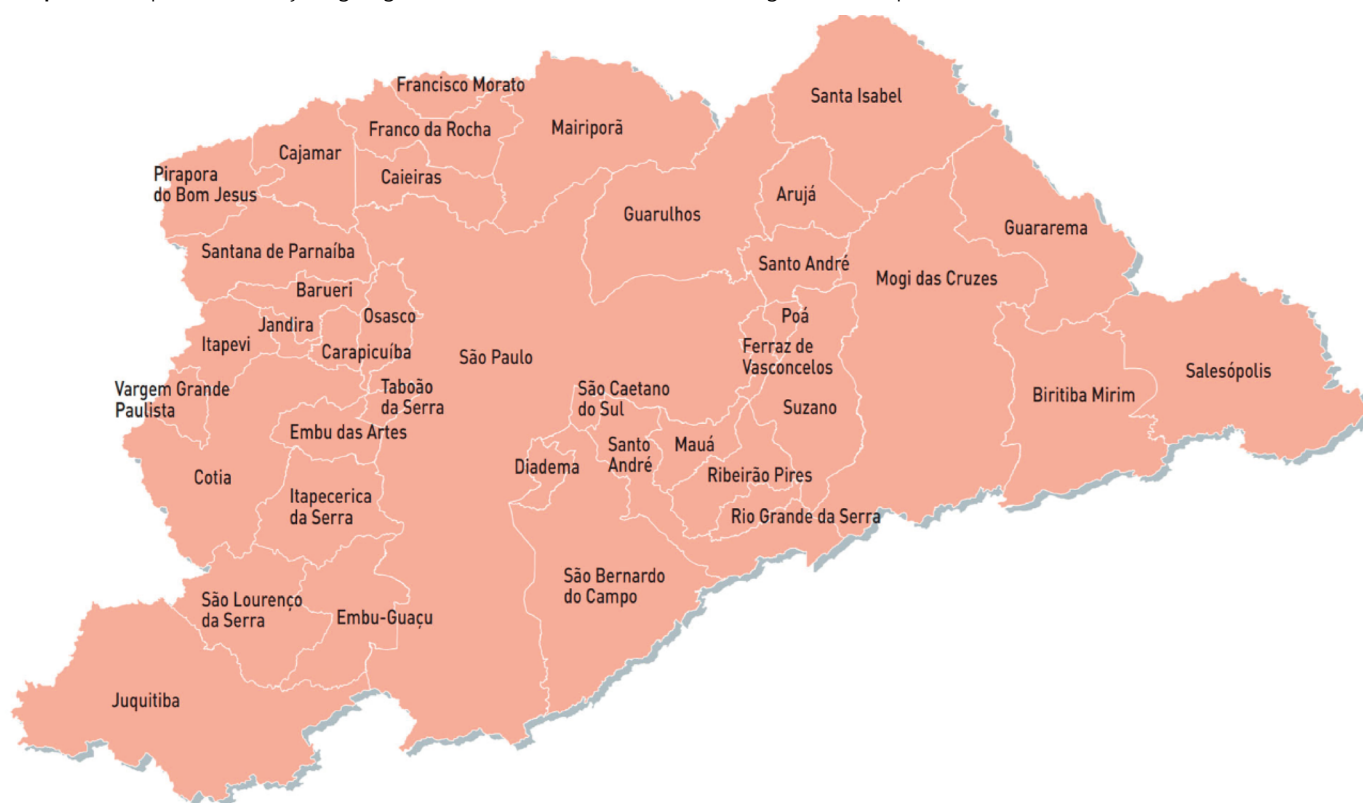 Francisco Morato
Santa Isabel
Franco da Rocha
Mairiporã
Cajamar
Pirapora
do Bom Jesus
Caieiras
Arujá
Guarulhos
Guararema
Santana de Parnaíba
Santo André
Mogi das Cruzes
Barueri
Osasco
Poá
Jandira
Itapevi
Carapicuíba
Ferraz de
Vasconcelos
São Paulo
Salesópolis
Vargem Grande
Paulista
Taboão
da Serra
São Caetano
do Sul
Biritiba Mirim
Suzano
Embu das Artes
Santo
André
Mauá
Diadema
Cotia
Ribeirão Pires
Itapecerica
da Serra
Rio Grande da Serra
São Bernardo
do Campo
São Lourenço
da Serra
Embu-Guaçu
Juquitiba